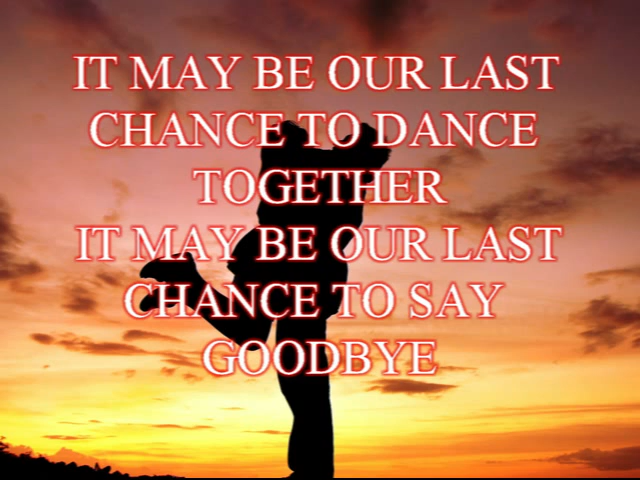 IT MAY BE OUR LAST
CHANCE TO DANCE
TOGETHER
IT MAY BE OUR LAST
CHANCE TO SAY
GOODBYE